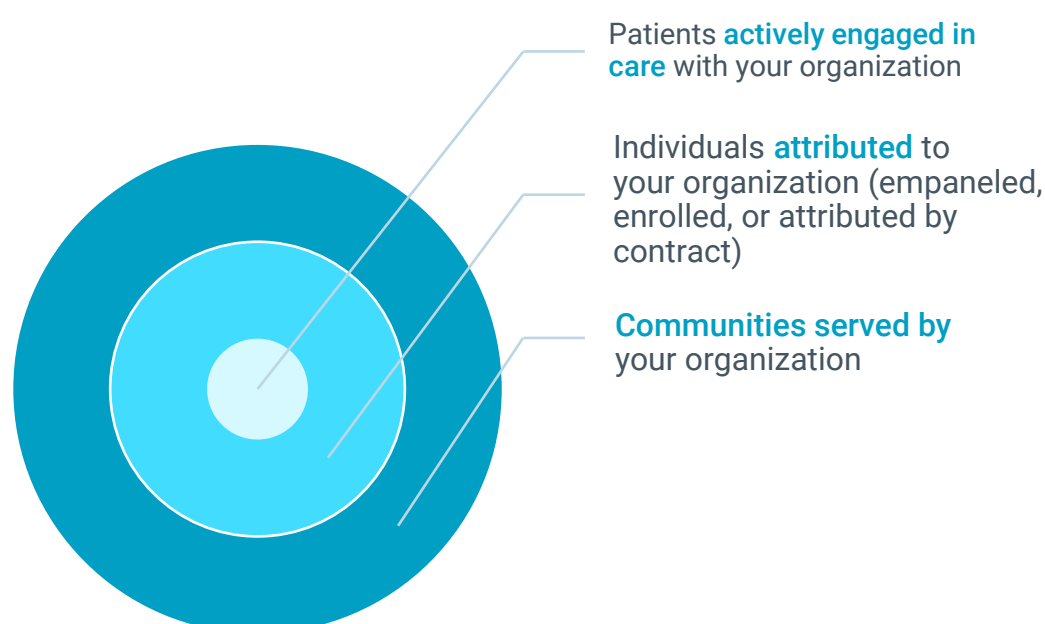 Patients actively engaged in
care with your organization
Individuals attributed to
your organization (empaneled,
enrolled, or attributed by
contract)
Communities served by
your organization